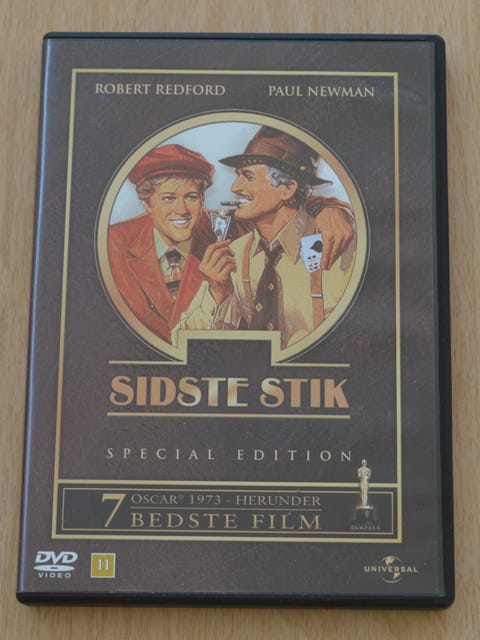 ROBERT REDFORD PAUL NEWMAN
SIDSTE STIK
SPECIAL EDITION
7 OSCAR® 1973 - HERUNDER
BEDSTE FILM
DVD
VIDEO
11
UNIVERSAL